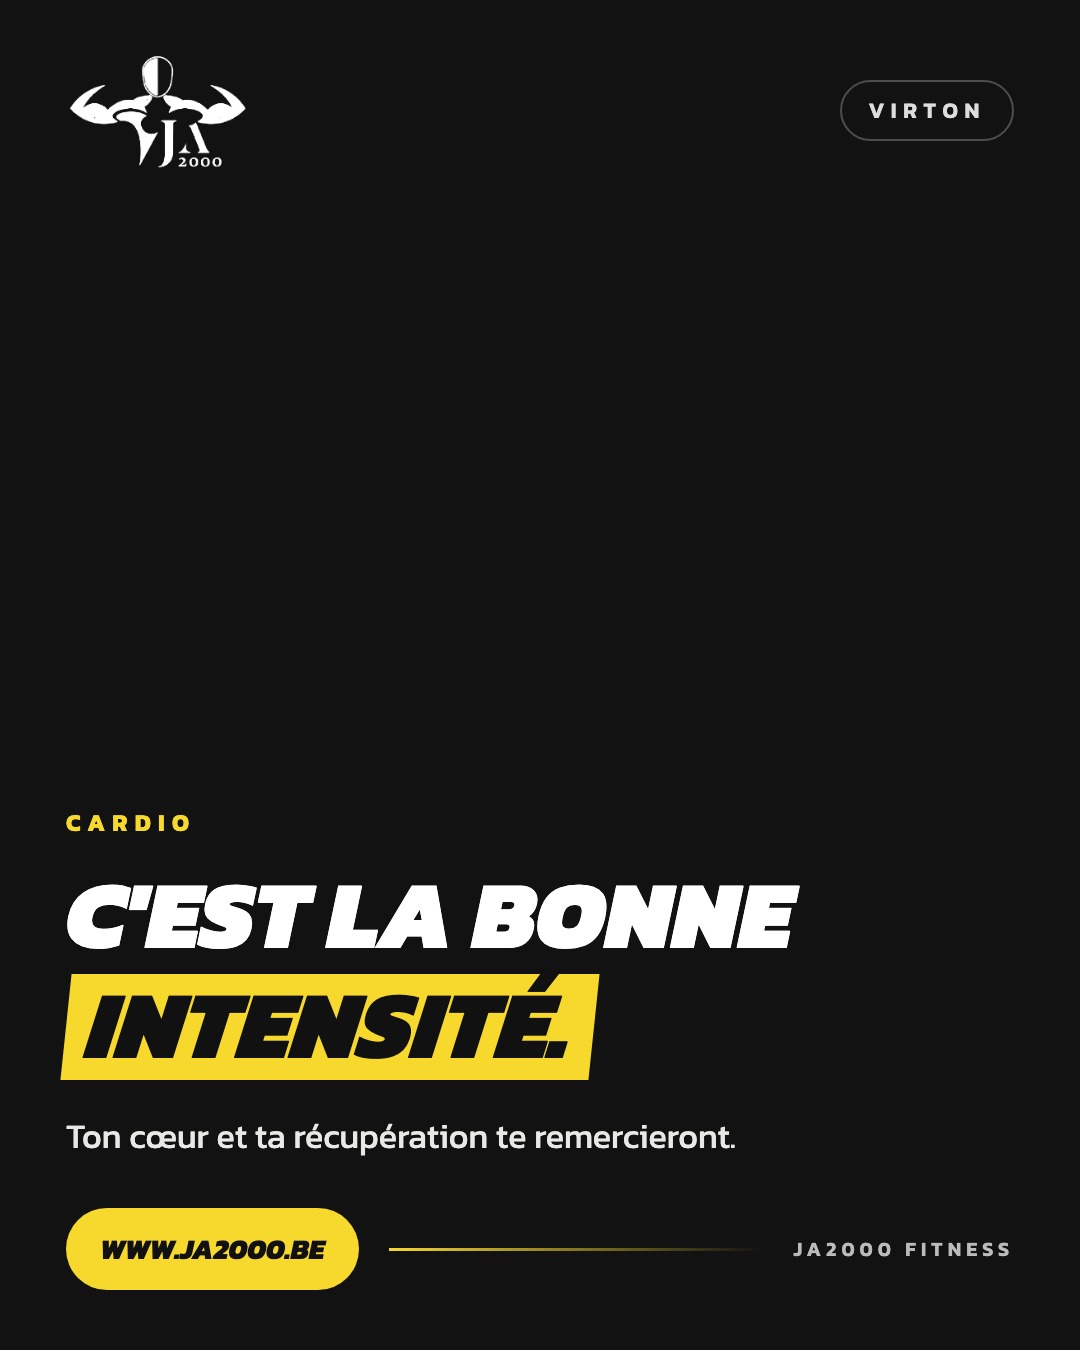 JA
2000
VIRTON
CARDIO
C'EST LA BONNE
INTENSITÉ.
Ton cœur et ta récupération te remercieront.
WWW.JA2000.BE
JA2000 FITNESS